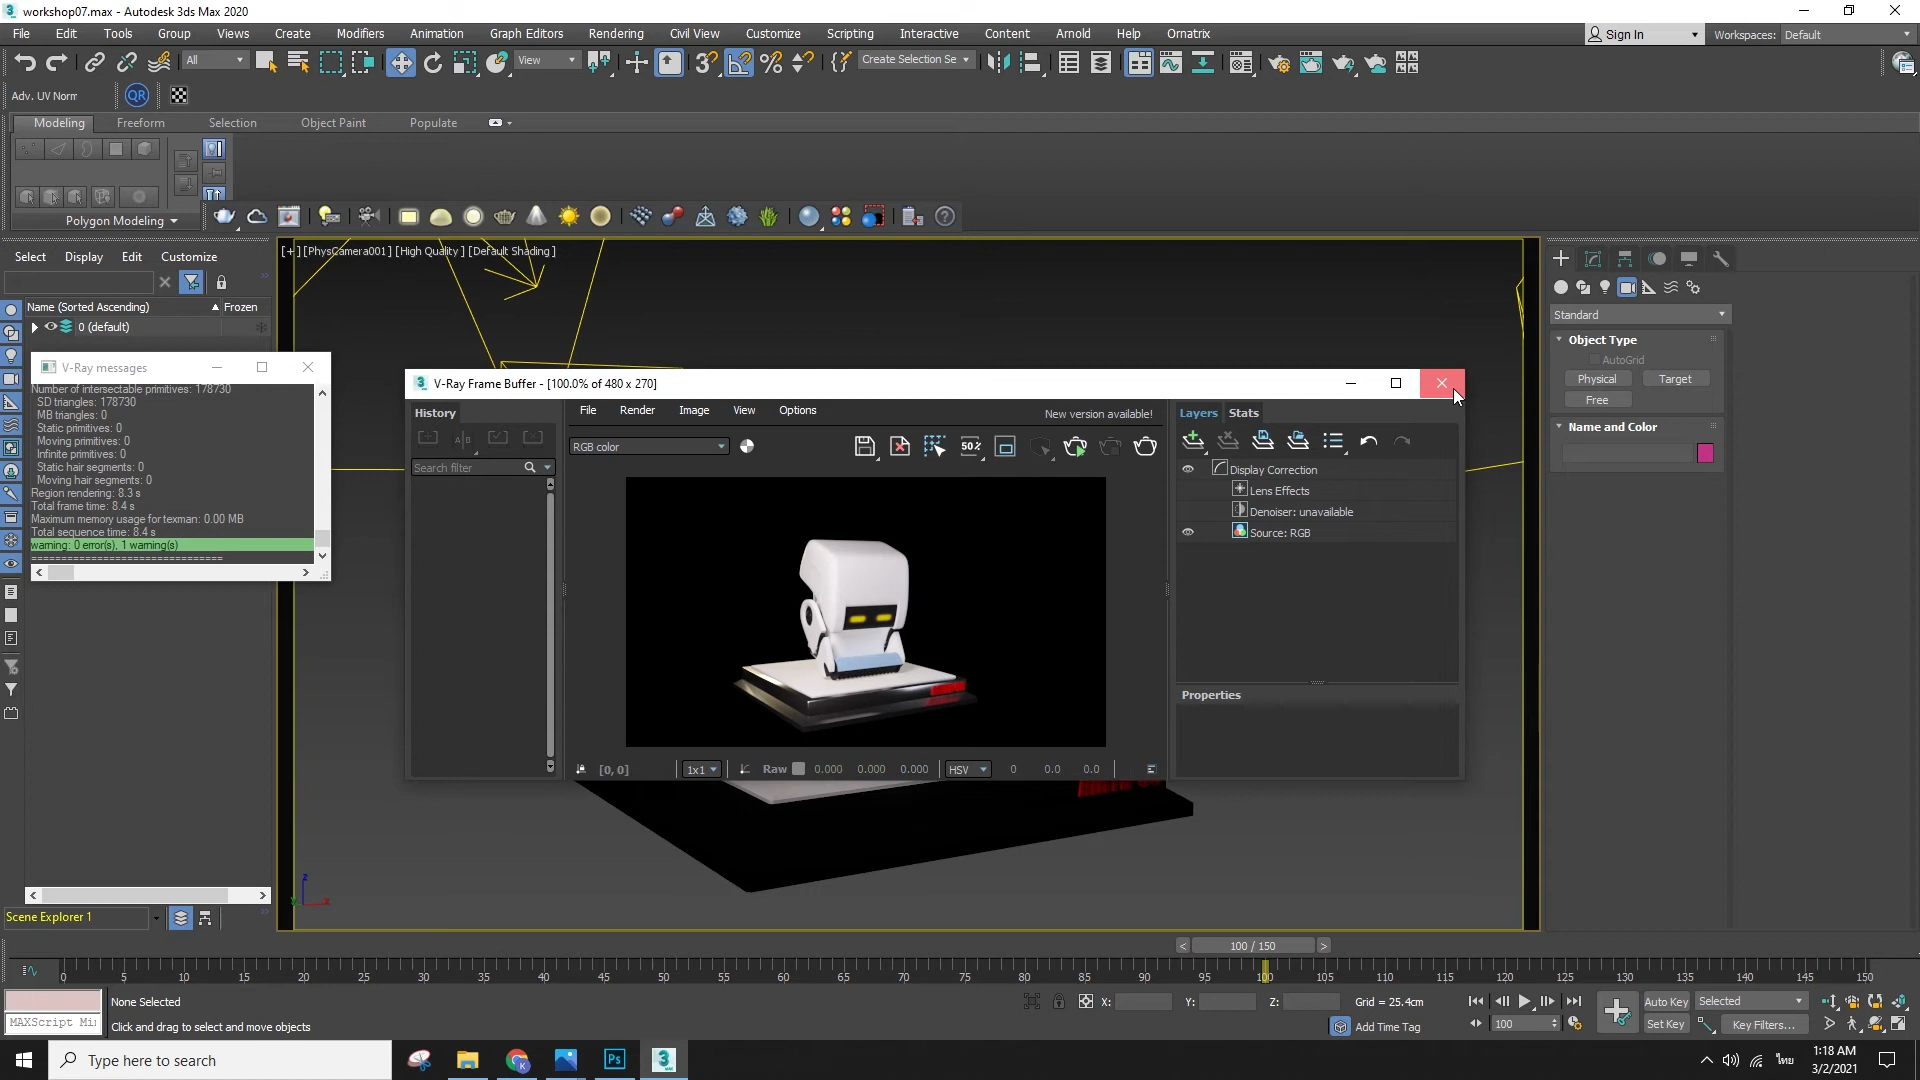 workshop07.max - Autodesk 3ds Max 2020
File Edit Tools Group Views Create Modifiers Animation Graph Editors Rendering Civil View Customize Scripting Interactive Content Arnold Help Ornatrix
Sign In Workspaces: Default
All View Create Selection Se
Adv. UV Norm
Modeling Freeform Selection Object Paint Populate
Polygon Modeling
Select Display Edit Customize
[+] [PhysCamera001] [High Quality ] [Default Shading ]
Name (Sorted Ascending) Frozen
0 (default)
V-Ray messages
Number of intersectable primitives: 178730
SD triangles: 178730
MB triangles: 0
Static primitives: 0
Moving primitives: 0
Infinite primitives: 0
Static hair segments: 0
Moving hair segments: 0
Region rendering: 8.3 s
Total frame time: 8.4 s
Maximum memory usage for texman: 0.00 MB
Total sequence time: 8.4 s
warning: 0 error(s), 1 warning(s)
==============================
V-Ray Frame Buffer - [100.0% of 480 x 270]
History
File Render Image View Options
New version available!
RGB color
50%
Search filter
Layers Stats
Display Correction
Lens Effects
Denoiser: unavailable
Source: RGB
Properties
[0, 0] 1x1 Raw 0.000 0.000 0.000 HSV 0 0.0 0.0
Standard
Object Type
AutoGrid
Physical Target
Free
Name and Color
z
x
y
Scene Explorer 1
< 100 / 150 >
0 5 10 15 20 25 30 35 40 45 50 55 60 65 70 75 80 85 90 95 100 105 110 115 120 125 130 135 140 145 150
None Selected
X: Y: Z: Grid = 25.4cm
Auto Key Selected
MAXScript Mi
Click and drag to select and move objects
Add Time Tag
100
Set Key Key Filters...
Type here to search
Ps
3
ไทย
1:18 AM
3/2/2021